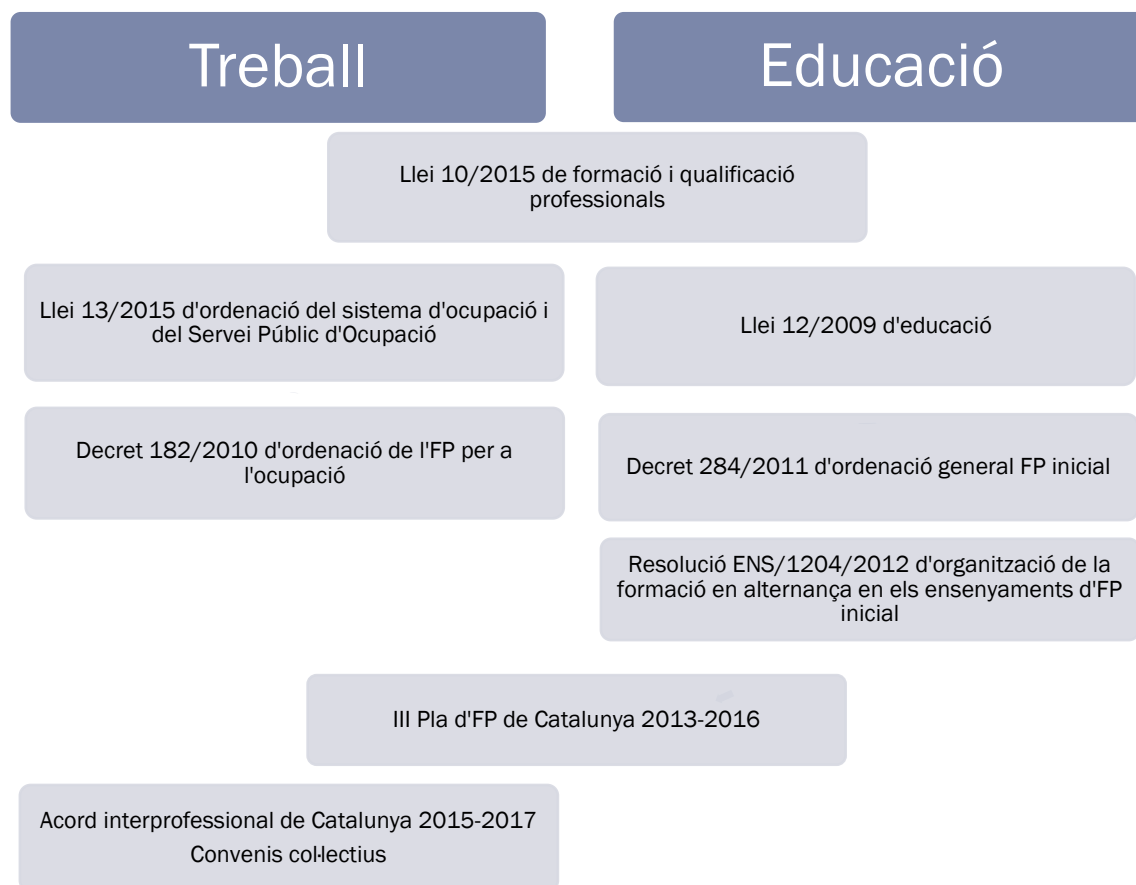 Treball
Educació
Llei 10/2015 de formació i qualificació
professionals
Llei 13/2015 d'ordenació del sistema d'ocupació i
del Servei Públic d'Ocupació
Llei 12/2009 d'educació
Decret 182/2010 d'ordenació de l'FP per a
l'ocupació
Decret 284/2011 d'ordenació general FP inicial
Resolució ENS/1204/2012 d'organització de la
formació en alternança en els ensenyaments d'FP
inicial
III Pla d'FP de Catalunya 2013-2016
Acord interprofessional de Catalunya 2015-2017
Convenis col·lectius